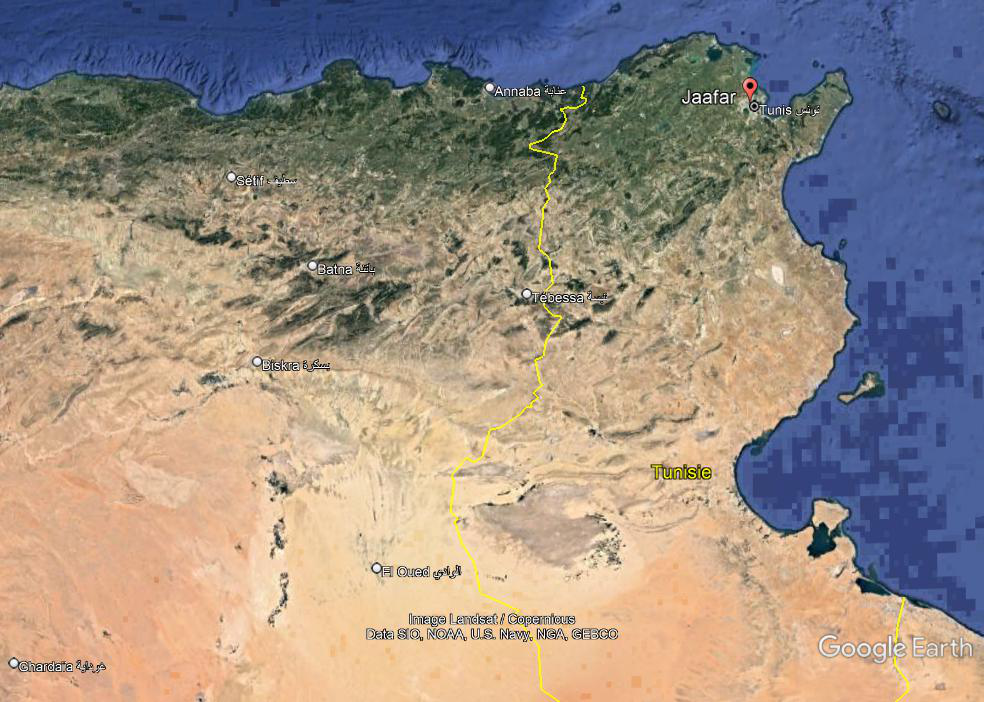 Annaba عنابة
Jaafar
Tunis تونس
Sétif سطيف
Batna باتنة
Tébessa تبسة
Biskra بسكرة
Tunisie
El Oued الوادي
Image Landsat / Copernicus
Data SIO, NOAA, U.S. Navy, NGA, GEBCO
Google Earth
Ghardaïa غرداية